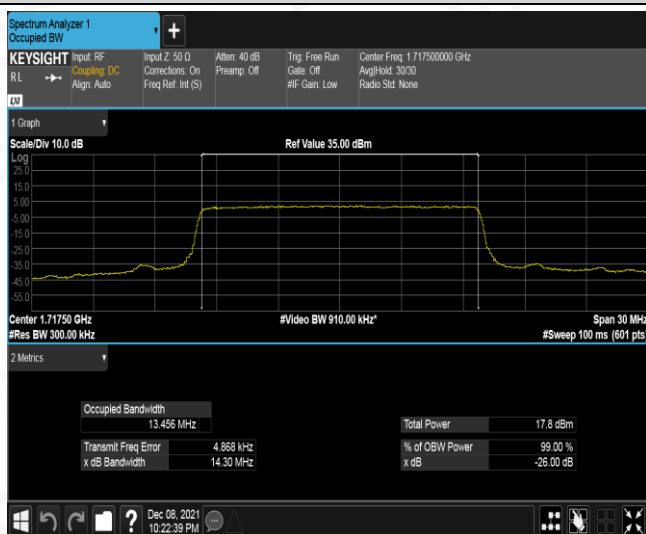 Spectrum Analyzer 1
Occupied BW
+
KEYSIGHT Input: RF Input Z: 50 Ω Atten: 40 dB Trig: Free Run Center Freq: 1.717500000 GHz
R L Coupling: DC Corrections: On Preamp: Off Gate: Off Avg|Hold: 30/30
Align: Auto Freq Ref: Int (S) #IF Gain: Low Radio Std: None
LXI
1 Graph
Scale/Div 10.0 dB Ref Value 35.00 dBm
Log
25.0
15.0
5.00
-5.00
-15.0
-25.0
-35.0
-45.0
-55.0
Center 1.71750 GHz #Video BW 910.00 kHz* Span 30 MHz
#Res BW 300.00 kHz #Sweep 100 ms (601 pts)
2 Metrics
Occupied Bandwidth
13.456 MHz Total Power 17.8 dBm
Transmit Freq Error 4.868 kHz % of OBW Power 99.00 %
x dB Bandwidth 14.30 MHz x dB -26.00 dB
? Dec 08, 2021
10:22:39 PM